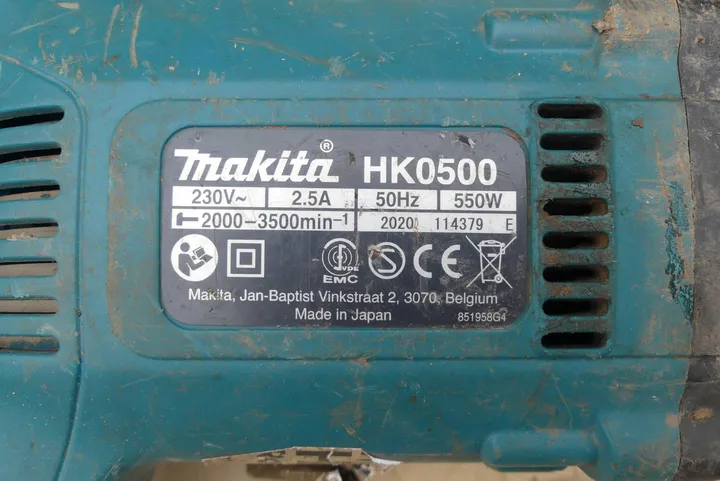 makita® HK0500
230V~ 2.5A 50Hz 550W
2000-3500min⁻¹ 2020 114379 E
VDE
EMC S CE
Makita, Jan-Baptist Vinkstraat 2, 3070, Belgium
Made in Japan 851958G4